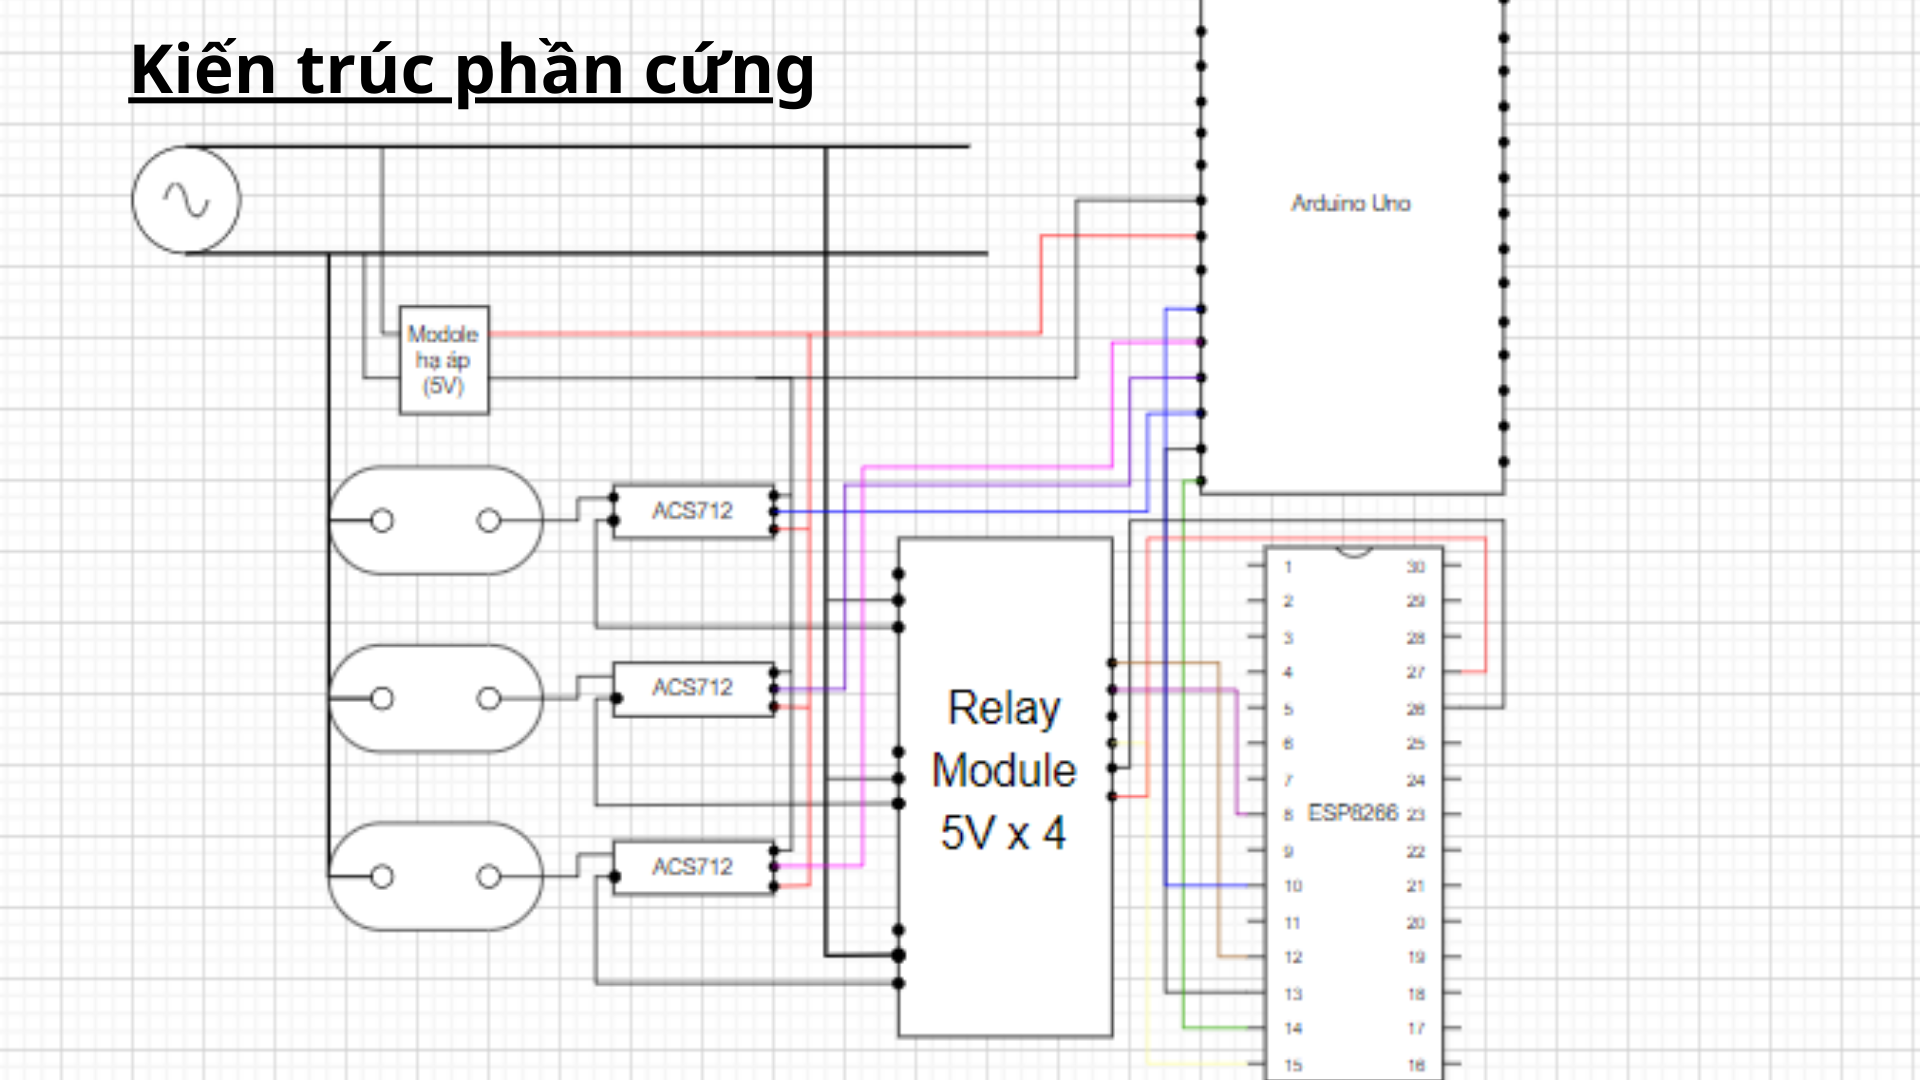 Kiến trúc phần cứng
Arduino Uno
Modole
hạ áp
(5V)
ACS712
ACS712
ACS712
Relay
Module
5V x 4
ESP8266
1 30
2 29
3 28
4 27
5 26
6 25
7 24
8 23
9 22
10 21
11 20
12 19
13 18
14 17
15 16